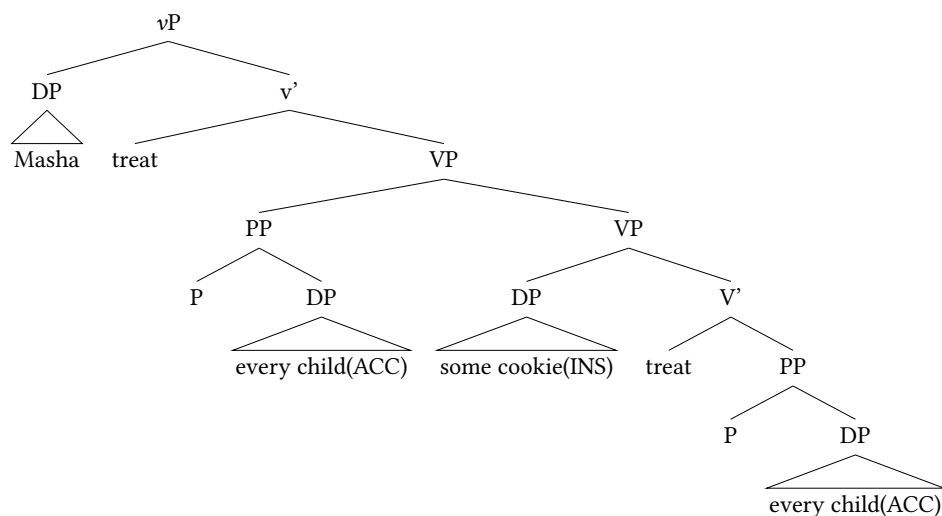 vP
DP v’
Masha treat VP
PP VP
P DP DP V’
every child(ACC) some cookie(INS) treat PP
P DP
every child(ACC)